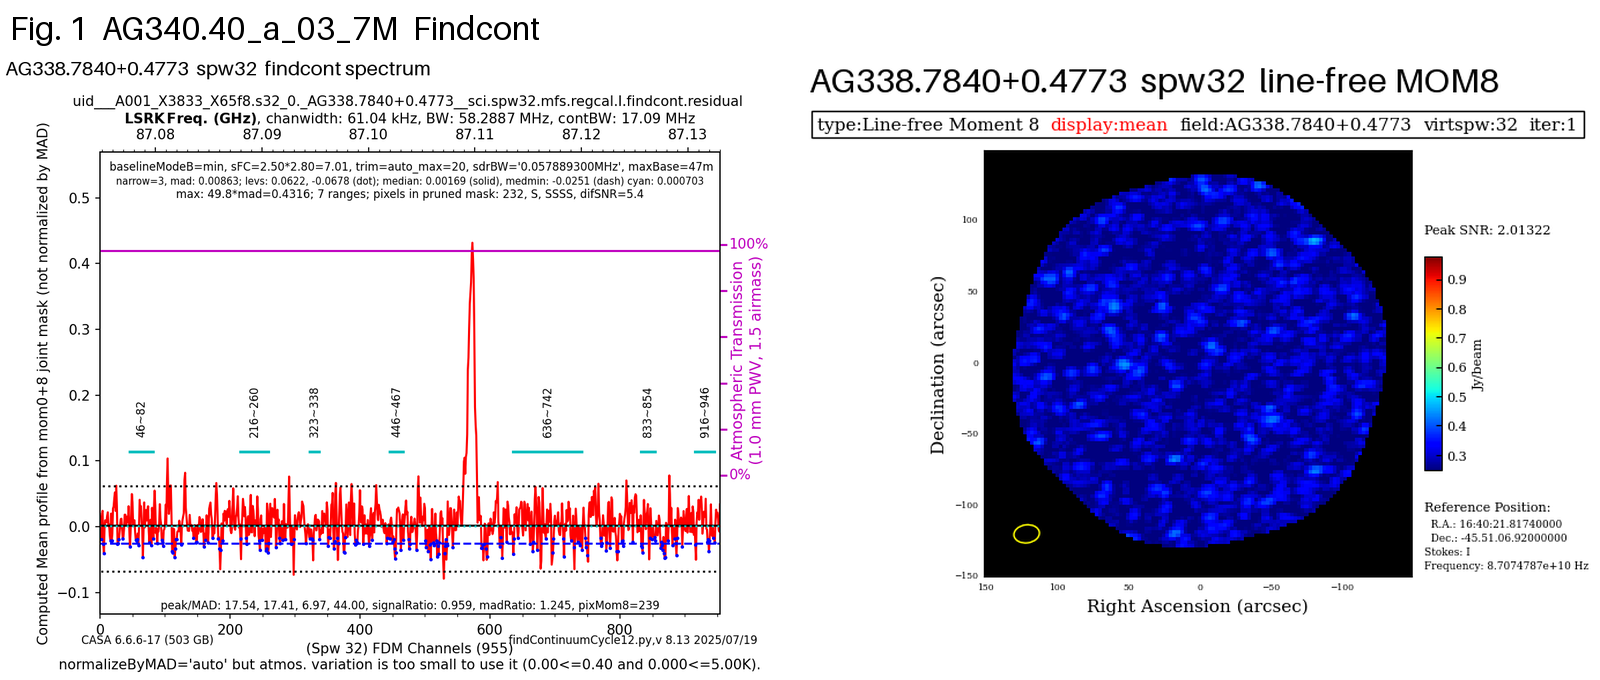 Fig. 1 AG340.40_a_03_7M Findcont
AG338.7840+0.4773 spw32 findcont spectrum
uid___A001_X3833_X65f8.s32_0._AG338.7840+0.4773__sci.spw32.mfs.regcal.I.findcont.residual
LSRK Freq. (GHz), chanwidth: 61.04 kHz, BW: 58.2887 MHz, contBW: 17.09 MHz
87.08 87.09 87.10 87.11 87.12 87.13
baselineModeB=min, sFC=2.50*2.80=7.01, trim=auto_max=20, sdrBW='0.057889300MHz', maxBase=47m
narrow=3, mad: 0.00863; levs: 0.0622, -0.0678 (dot); median: 0.00169 (solid), medmin: -0.0251 (dash) cyan: 0.000703
max: 49.8*mad=0.4316; 7 ranges; pixels in pruned mask: 232, S, SSSS, difSNR=5.4
Computed Mean profile from mom0+8 joint mask (not normalized by MAD)
0.5
0.4
0.3
0.2
0.1
0.0
−0.1
46~82
216~260
323~338
446~467
636~742
833~854
916~946
100%
0%
Atmospheric Transmission
(1.0 mm PWV, 1.5 airmass)
peak/MAD: 17.54, 17.41, 6.97, 44.00, signalRatio: 0.959, madRatio: 1.245, pixMom8=239
0 200 400 600 800
CASA 6.6.6-17 (503 GB)
(Spw 32) FDM Channels (955)
findContinuumCycle12.py,v 8.13 2025/07/19
normalizeByMAD='auto' but atmos. variation is too small to use it (0.00<=0.40 and 0.000<=5.00K).
AG338.7840+0.4773 spw32 line-free MOM8
type:Line-free Moment 8 display:mean field:AG338.7840+0.4773 virtspw:32 iter:1
Declination (arcsec)
100
50
0
−50
−100
−150
150 100 50 0 −50 −100
Right Ascension (arcsec)
Peak SNR: 2.01322
0.9
0.8
0.7
0.6
0.5
0.4
0.3
Jy/beam
Reference Position:
R.A.: 16:40:21.81740000
Dec.: -45.51.06.92000000
Stokes: I
Frequency: 8.7074787e+10 Hz